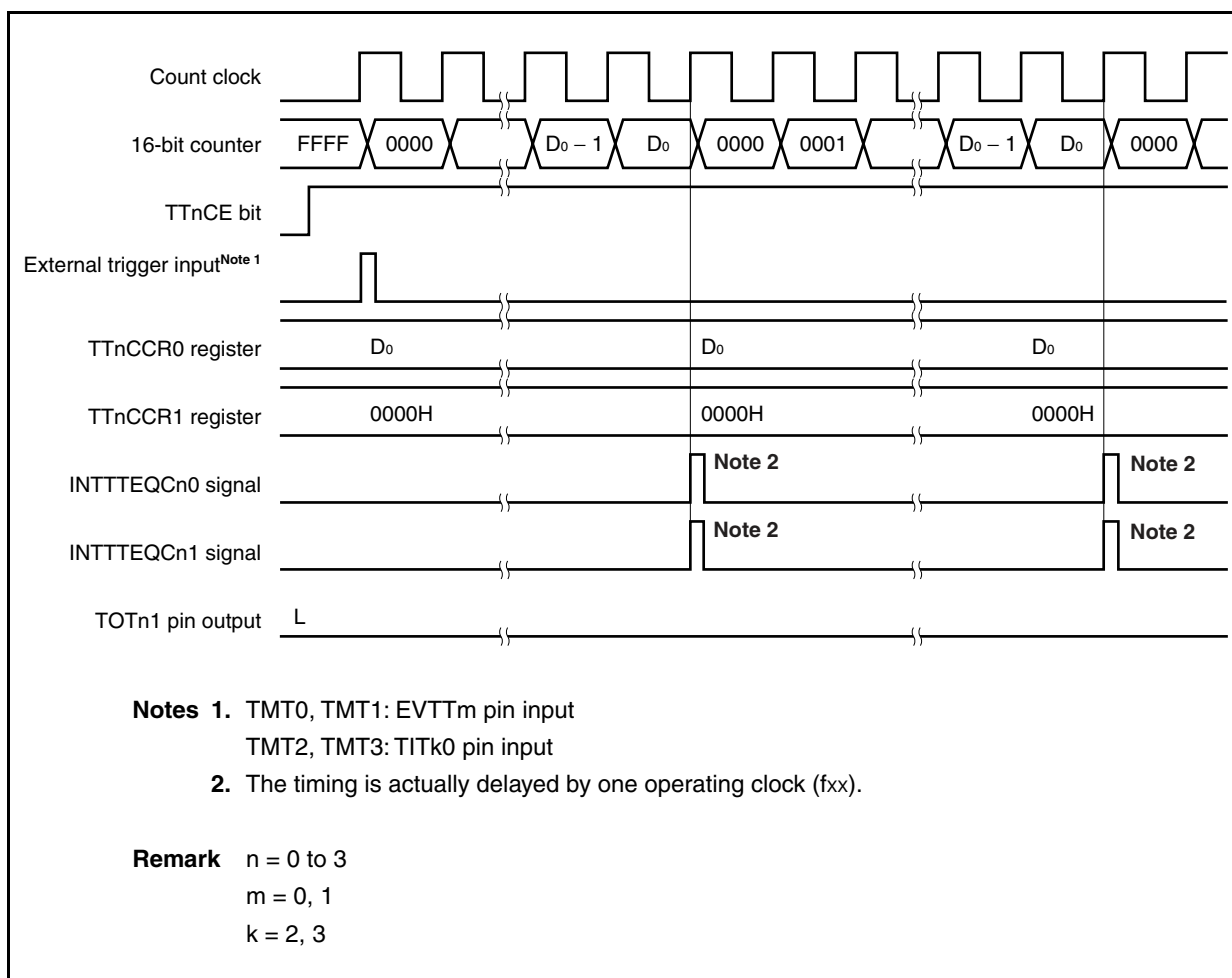 Count clock
16-bit counter FFFF 0000 D0 − 1 D0 0000 0001 D0 − 1 D0 0000
TTnCE bit
External trigger inputNote 1
TTnCCR0 register D0 D0 D0
TTnCCR1 register 0000H 0000H 0000H
INTTTEQCn0 signal Note 2 Note 2
INTTTEQCn1 signal Note 2 Note 2
TOTn1 pin output L
Notes 1. TMT0, TMT1: EVTTm pin input
TMT2, TMT3: TITk0 pin input
2. The timing is actually delayed by one operating clock (fxx).
Remark n = 0 to 3
m = 0, 1
k = 2, 3